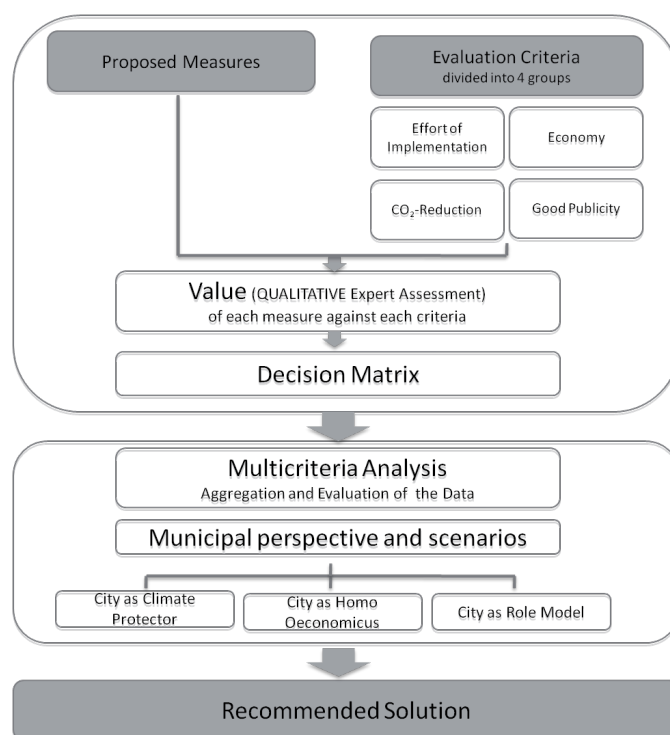 Proposed Measures
Evaluation Criteria
divided into 4 groups
Effort of
Implementation
Economy
CO₂-Reduction
Good Publicity
Value (QUALITATIVE Expert Assessment)
of each measure against each criteria
Decision Matrix
Multicriteria Analysis
Aggregation and Evaluation of the Data
Municipal perspective and scenarios
City as Climate
Protector
City as Homo
Oeconomicus
City as Role Model
Recommended Solution